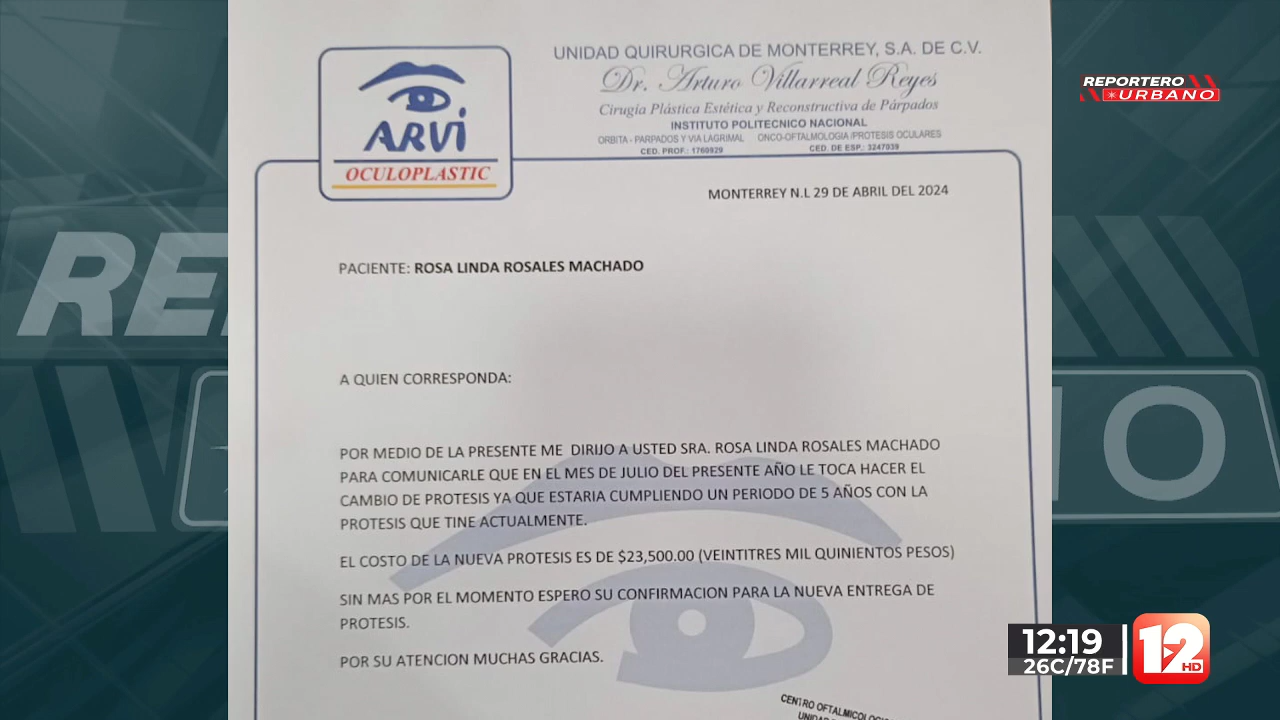 UNIDAD QUIRURGICA DE MONTERREY, S.A. DE C.V.
Dr. Arturo Villarreal Reyes
Cirugía Plástica Estética y Reconstructiva de Párpados
INSTITUTO POLITECNICO NACIONAL
ORBITA - PARPADOS Y VIA LAGRIMAL ONCO-OFTALMOLOGIA /PROTESIS OCULARES
CED. PROF.: 1769929 CED. DE ESP.: 3247039
ARVI
OCULOPLASTIC
REPORTERO
URBANO
MONTERREY N.L 29 DE ABRIL DEL 2024
PACIENTE: ROSA LINDA ROSALES MACHADO
A QUIEN CORRESPONDA:
POR MEDIO DE LA PRESENTE ME DIRIJO A USTED SRA. ROSA LINDA ROSALES MACHADO
PARA COMUNICARLE QUE EN EL MES DE JULIO DEL PRESENTE AÑO LE TOCA HACER EL
CAMBIO DE PROTESIS YA QUE ESTARIA CUMPLIENDO UN PERIODO DE 5 AÑOS CON LA
PROTESIS QUE TINE ACTUALMENTE.
EL COSTO DE LA NUEVA PROTESIS ES DE $23,500.00 (VEINTITRES MIL QUINIENTOS PESOS)
SIN MAS POR EL MOMENTO ESPERO SU CONFIRMACION PARA LA NUEVA ENTREGA DE
PROTESIS.
POR SU ATENCION MUCHAS GRACIAS.
12:19
26C/78F
12
HD